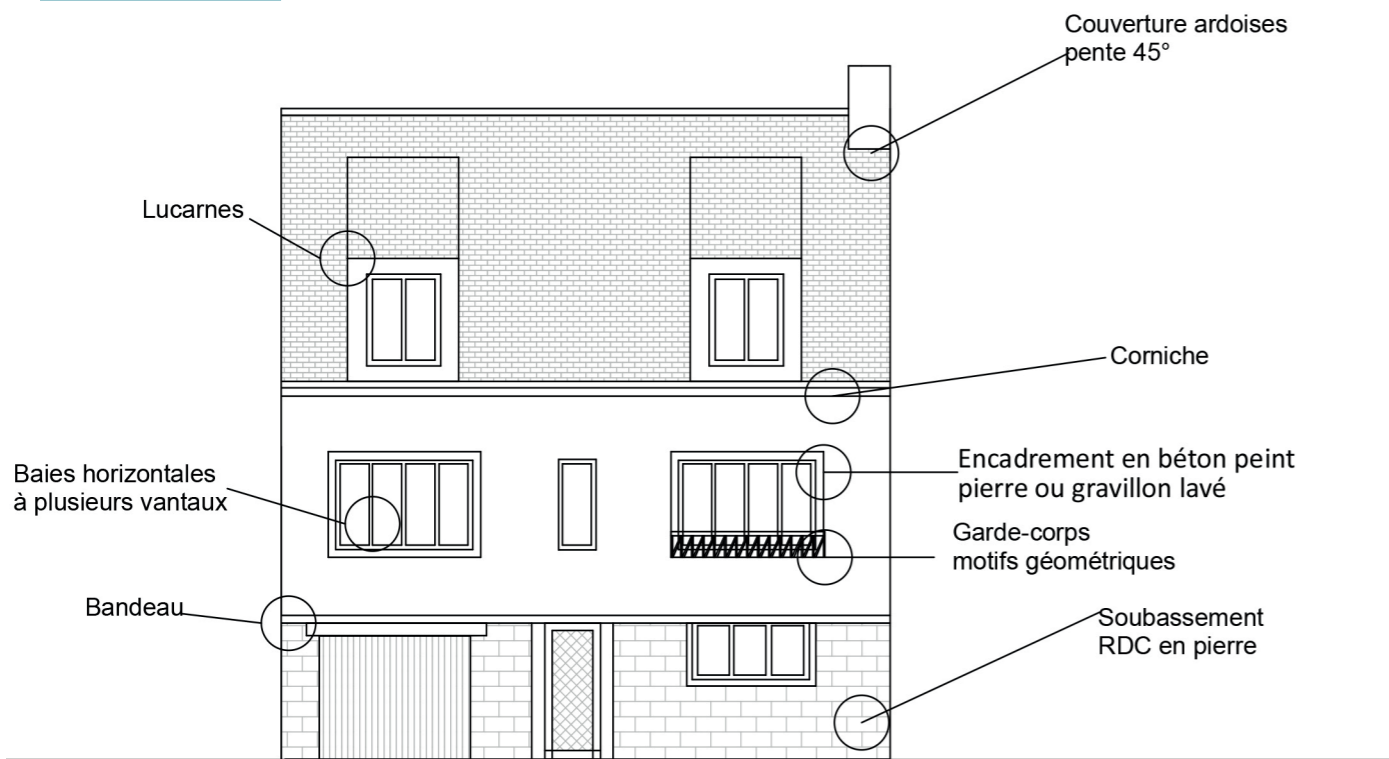 Couverture ardoises
pente 45°
Lucarnes
Corniche
Baies horizontales
à plusieurs vantaux
Encadrement en béton peint
pierre ou gravillon lavé
Garde-corps
motifs géométriques
Bandeau
Soubassement
RDC en pierre